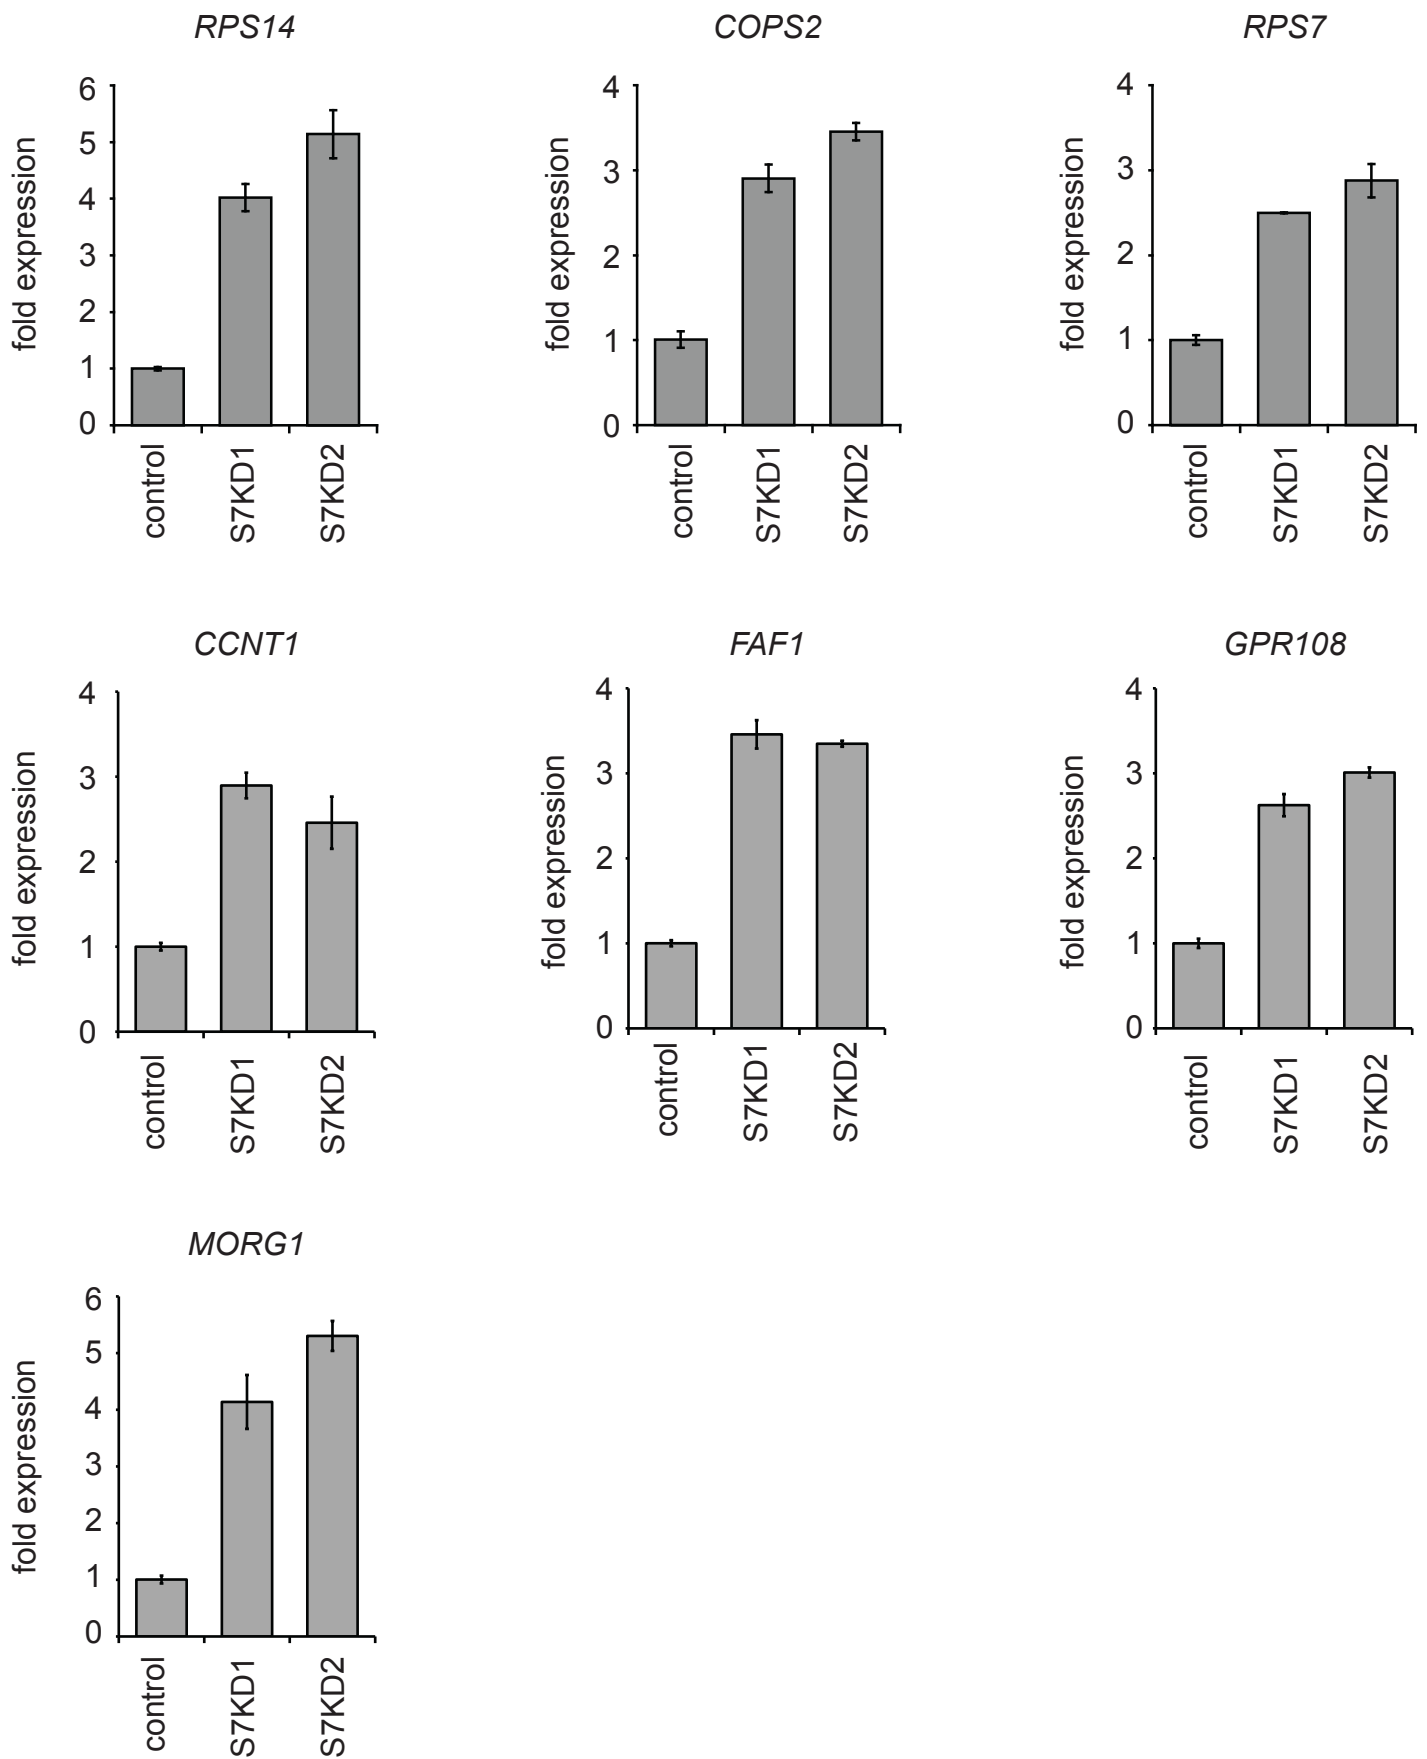 RPS14
COPS2
RPS7
fold expression
6
5
4
3
2
1
0
control
S7KD1
S7KD2
fold expression
4
3
2
1
0
control
S7KD1
S7KD2
fold expression
4
3
2
1
0
control
S7KD1
S7KD2
CCNT1
FAF1
GPR108
fold expression
4
3
2
1
0
control
S7KD1
S7KD2
fold expression
4
3
2
1
0
control
S7KD1
S7KD2
fold expression
4
3
2
1
0
control
S7KD1
S7KD2
MORG1
fold expression
6
5
4
3
2
1
0
control
S7KD1
S7KD2